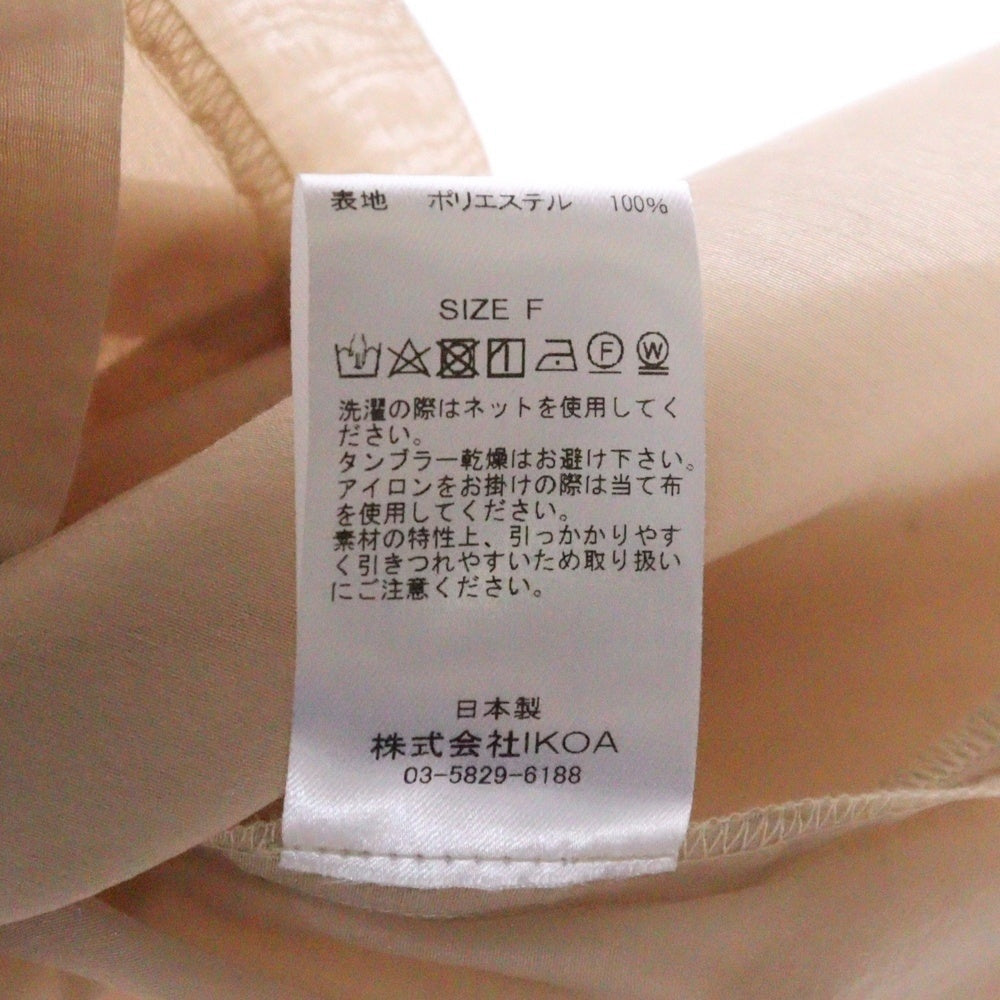 表地 ポリエステル 100%
SIZE F
F W
洗濯の際はネットを使用してく
ださい。
タンブラー乾燥はお避け下さい。
アイロンをお掛けの際は当て布
を使用してください。
素材の特性上、引っかかりやす
く引きつれやすいため取り扱い
にご注意ください。
日本製
株式会社IKOA
03-5829-6188